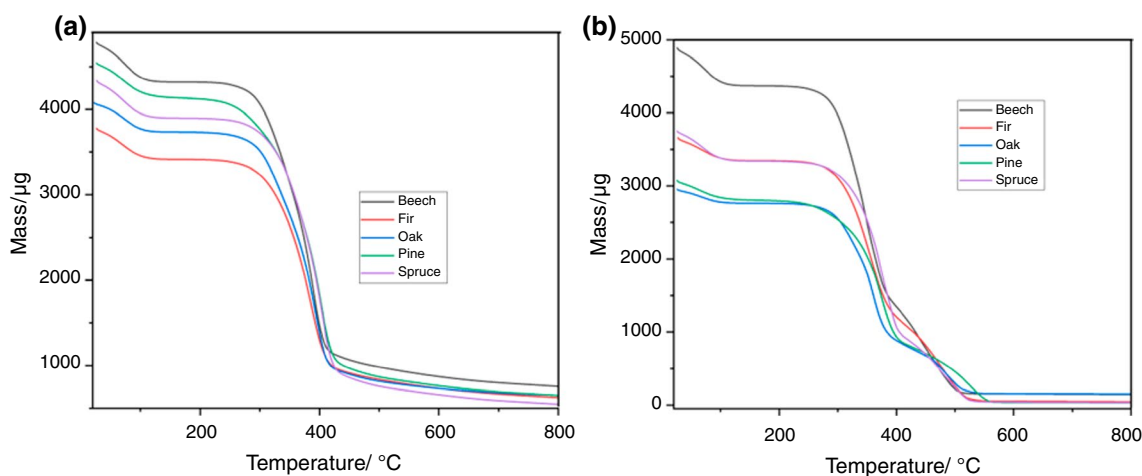 (a)
4000
3000
2000
1000
Mass/µg
Beech
Fir
Oak
Pine
Spruce
200 400 600 800
Temperature/ °C
(b)
5000
4000
3000
2000
1000
0
Mass/µg
Beech
Fir
Oak
Pine
Spruce
200 400 600 800
Temperature/ °C